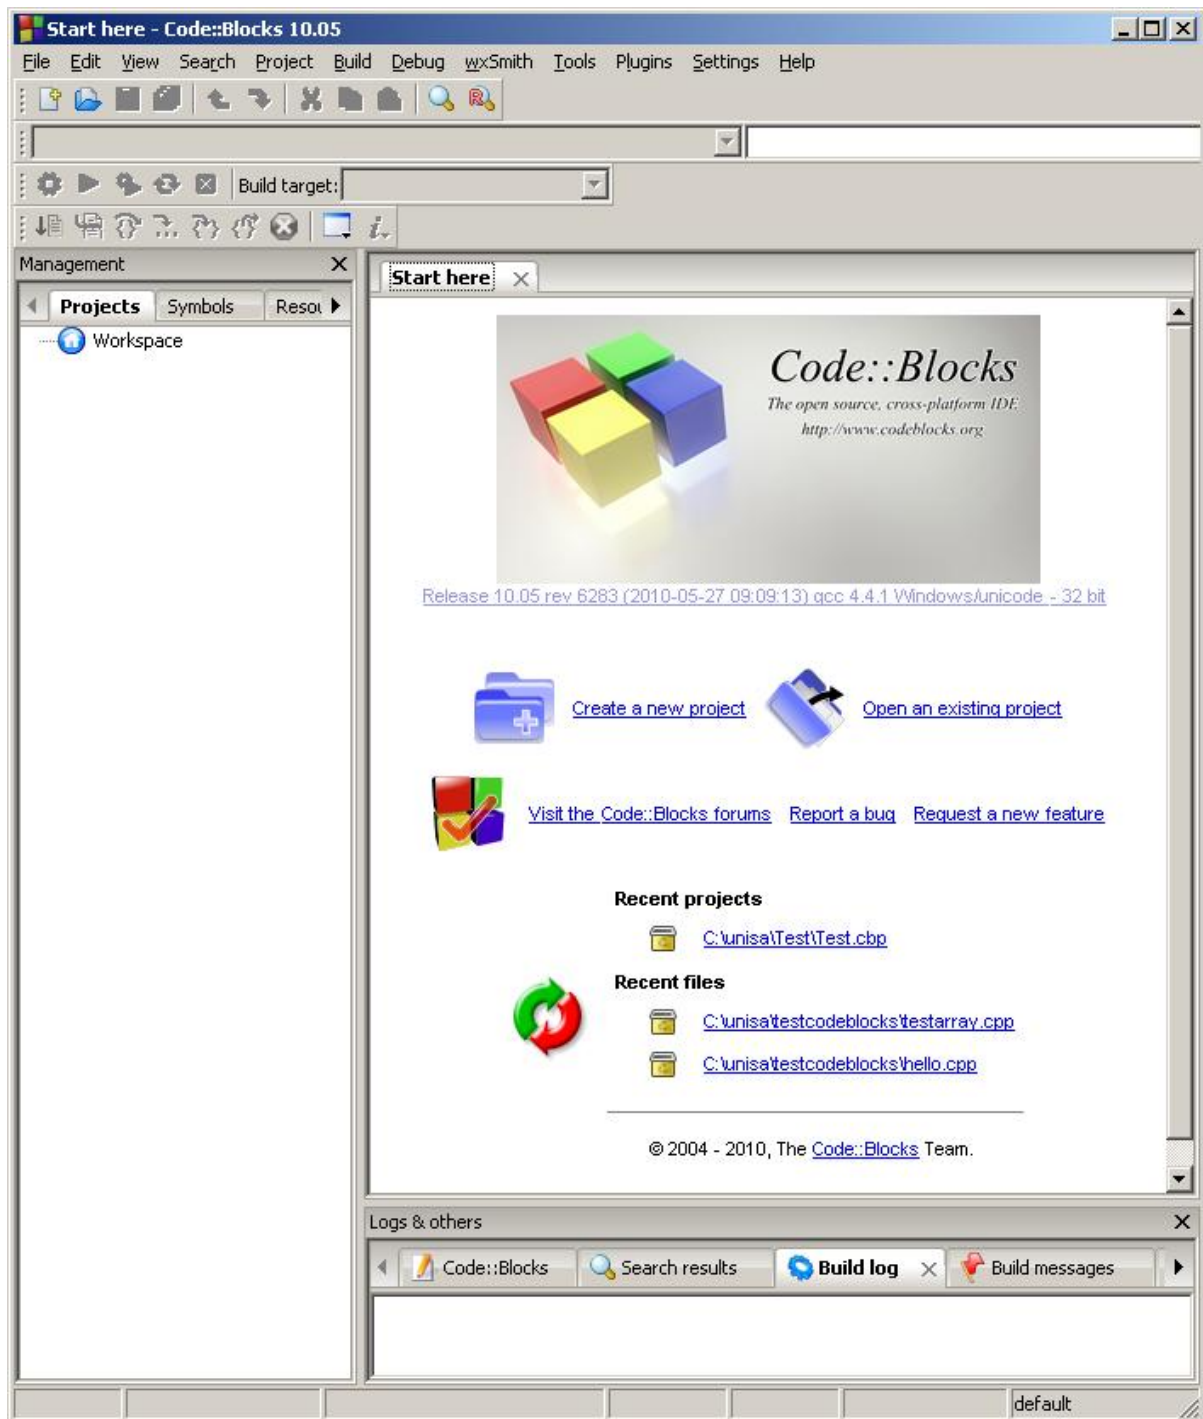 Start here - Code::Blocks 10.05
File Edit View Search Project Build Debug wxSmith Tools Plugins Settings Help
Build target:
Management
Projects Symbols Resou
Workspace
Start here
Code::Blocks
The open source, cross-platform IDE
http://www.codeblocks.org
Release 10.05 rev 6283 (2010-05-27 09:09:13) gcc 4.4.1 Windows/unicode - 32 bit
Create a new project Open an existing project
Visit the Code::Blocks forums Report a bug Request a new feature
Recent projects
C:\unisa\Test\Test.cbp
Recent files
C:\unisa\testcodeblocks\testarray.cpp
C:\unisa\testcodeblocks\hello.cpp
© 2004 - 2010, The Code::Blocks Team.
Logs & others
Code::Blocks Search results Build log Build messages
default